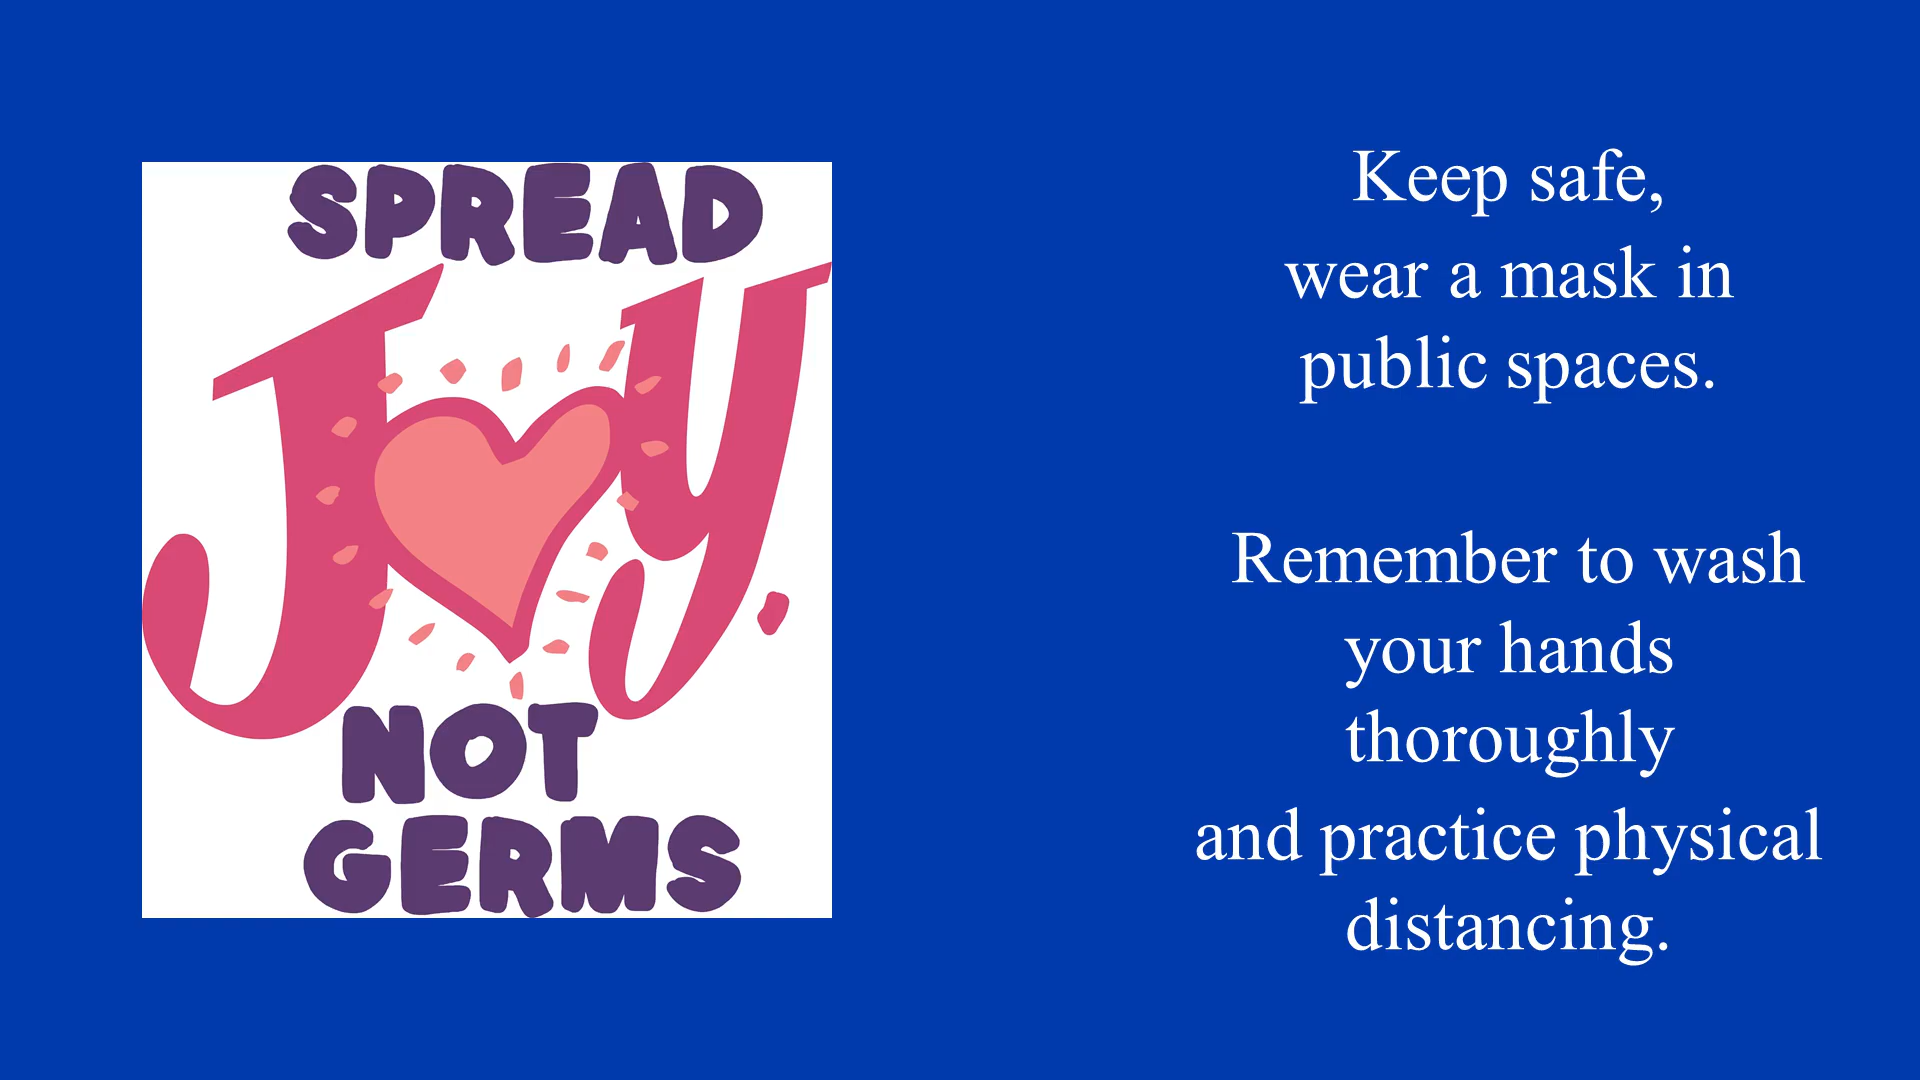 SPREAD
Joy.
NOT
GERMS
Keep safe,
wear a mask in
public spaces.
Remember to wash
your hands
thoroughly
and practice physical
distancing.